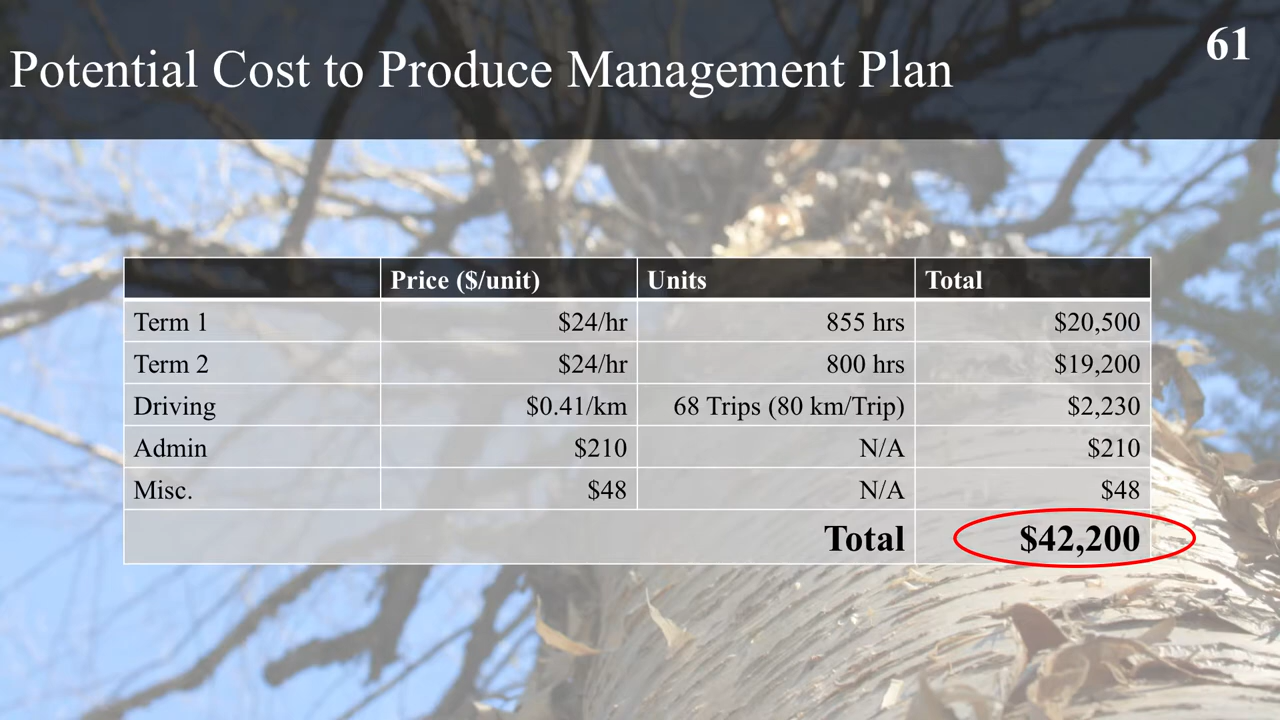 Potential Cost to Produce Management Plan
61
Price ($/unit) Units Total
Term 1 $24/hr 855 hrs $20,500
Term 2 $24/hr 800 hrs $19,200
Driving $0.41/km 68 Trips (80 km/Trip) $2,230
Admin $210 N/A $210
Misc. $48 N/A $48
Total $42,200